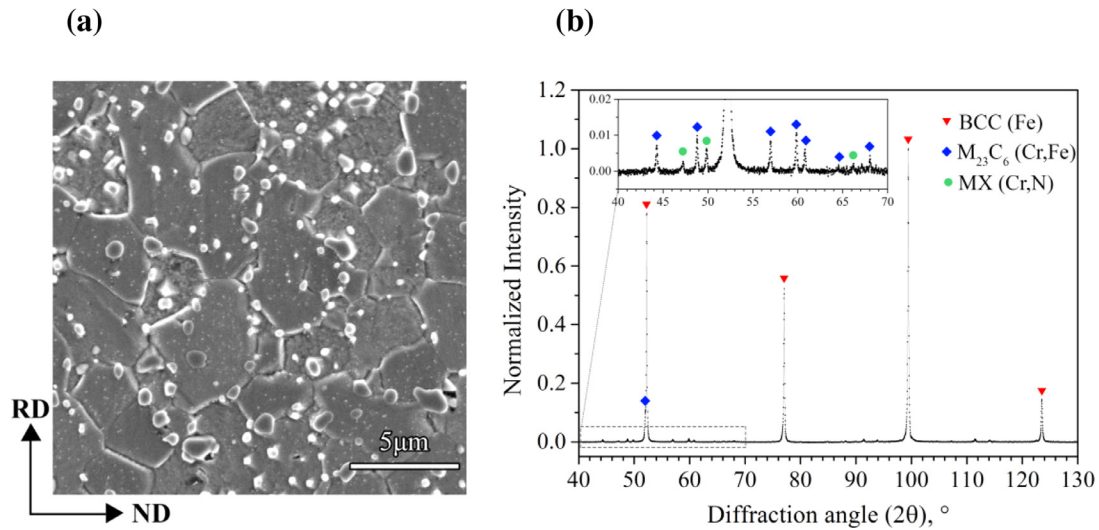 (a)
(b)
RD
ND
5μm
1.2
1.0
0.8
0.6
0.4
0.2
0.0
Normalized Intensity
0.02
0.01
0.00
40 45 50 55 60 65 70
BCC (Fe)
M₂₃C₆ (Cr,Fe)
MX (Cr,N)
40 50 60 70 80 90 100 110 120 130
Diffraction angle (2θ), °